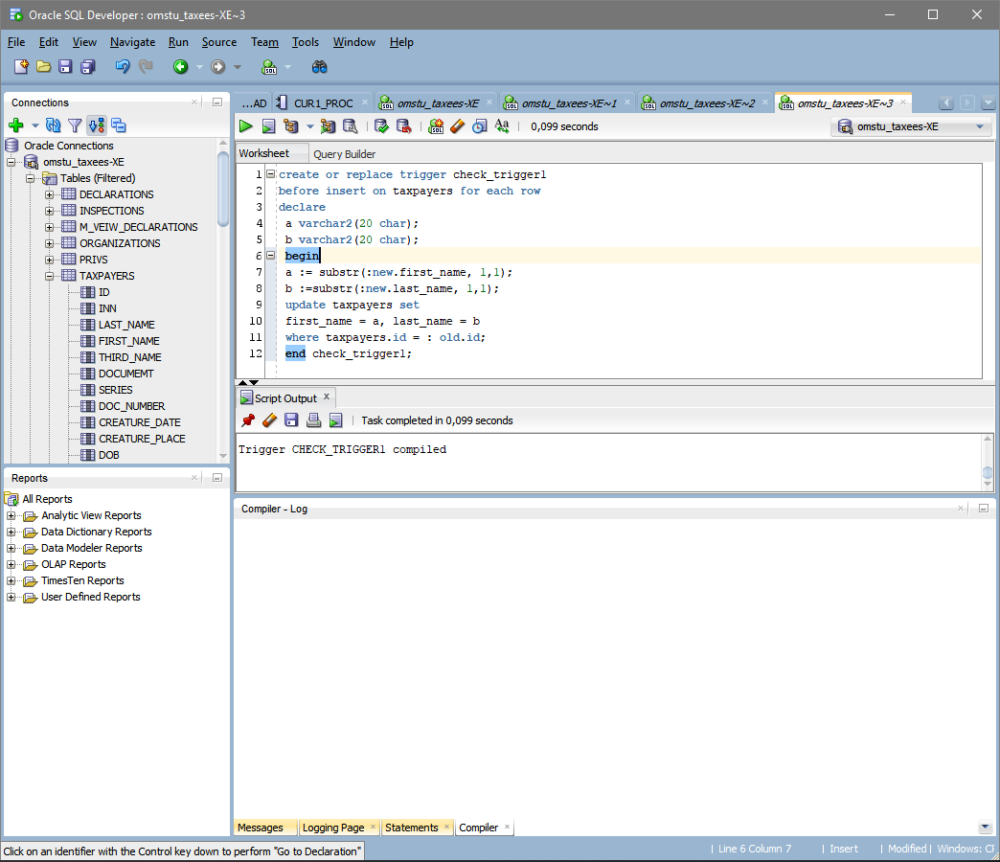 Oracle SQL Developer : omstu_taxees-XE~3
File Edit View Navigate Run Source Team Tools Window Help
Connections
Oracle Connections
omstu_taxees-XE
Tables (Filtered)
DECLARATIONS
INSPECTIONS
M_VEIW_DECLARATIONS
ORGANIZATIONS
PRIVS
TAXPAYERS
ID
INN
LAST_NAME
FIRST_NAME
THIRD_NAME
DOCUMEMT
SERIES
DOC_NUMBER
CREATURE_DATE
CREATURE_PLACE
DOB
Reports
All Reports
Analytic View Reports
Data Dictionary Reports
Data Modeler Reports
OLAP Reports
TimesTen Reports
User Defined Reports
...AD CUR1_PROC omstu_taxees-XE omstu_taxees-XE~1 omstu_taxees-XE~2 omstu_taxees-XE~3
0,099 seconds omstu_taxees-XE
Worksheet Query Builder
1 create or replace trigger check_trigger1
2 before insert on taxpayers for each row
3 declare
4 a varchar2(20 char);
5 b varchar2(20 char);
6 begin
7 a := substr(:new.first_name, 1,1);
8 b :=substr(:new.last_name, 1,1);
9 update taxpayers set
10 first_name = a, last_name = b
11 where taxpayers.id = : old.id;
12 end check_trigger1;
Script Output
Task completed in 0,099 seconds
Trigger CHECK_TRIGGER1 compiled
Compiler - Log
Messages Logging Page Statements Compiler
Click on an identifier with the Control key down to perform "Go to Declaration"
Line 6 Column 7 Insert Modified Windows: CR